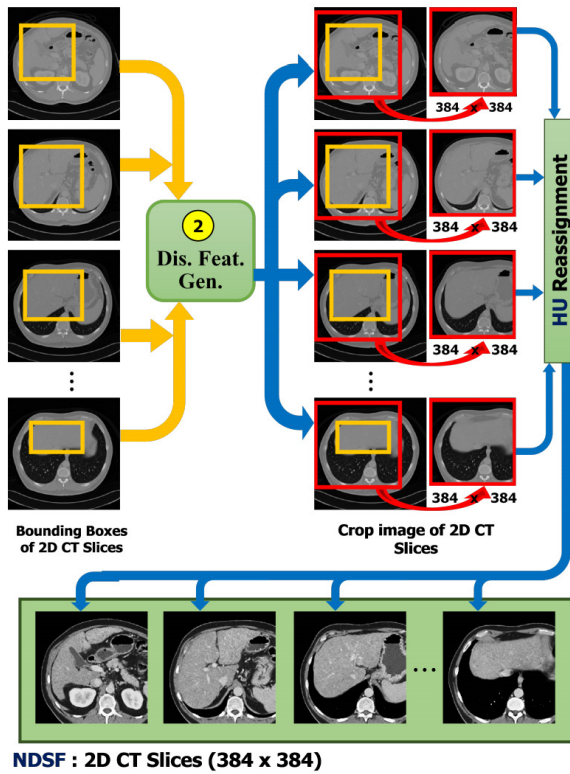 2
Dis. Feat.
Gen.
384 x 384
384 x 384
384 x 384
384 x 384
HU Reassignment
...
...
Bounding Boxes
of 2D CT Slices
Crop image of 2D CT
Slices
...
NDSF : 2D CT Slices (384 x 384)